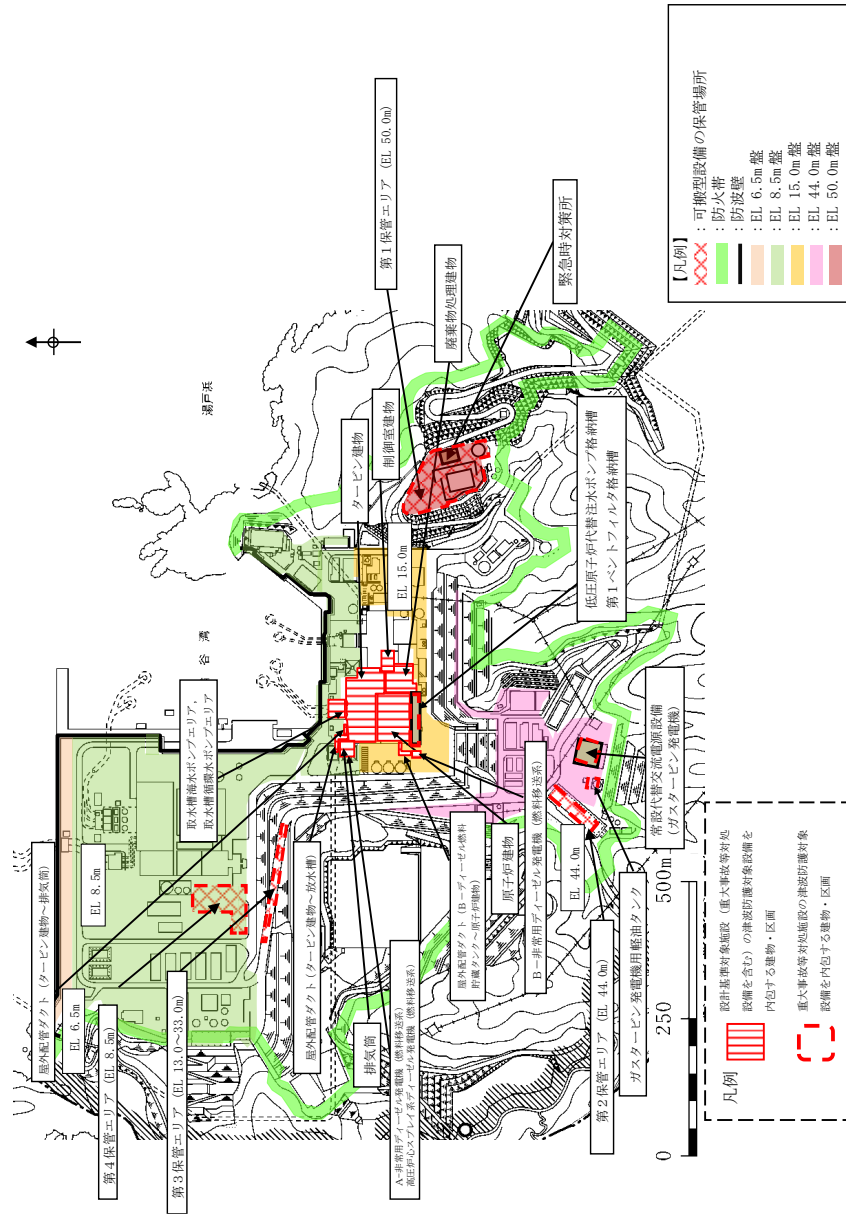 屋外配管ダクト（タービン建物～排気筒）
EL 6.5m
第４保管エリア（EL 8.5m）
第３保管エリア（EL 13.0～33.0m）
EL 8.5m
取水槽海水ポンプエリア,
取水槽循環水ポンプエリア
谷 湾
湯戸浜
屋外配管ダクト（タービン建物～放水槽）
排気筒
A-非常用ディーゼル発電機（燃料移送系）
高圧炉心スプレイ系ディーゼル発電機（燃料移送系）
屋外配管ダクト（Ｂ－ディーゼル燃料
貯蔵タンク～原子炉建物）
原子炉建物
Ｂ－非常用ディーゼル発電機（燃料移送系）
EL 44.0m
第２保管エリア（EL 44.0m）
ガスタービン発電機用軽油タンク
常設代替交流電源設備
（ガスタービン発電機）
タービン建物
制御室建物
EL 15.0m
第１保管エリア（EL 50.0m）
廃棄物処理建物
緊急時対策所
低圧原子炉代替注水ポンプ格納槽
第１ベントフィルタ格納槽
0
250
500m
凡例
設計基準対象施設（重大事故等対処
設備を含む）の津波防護対象設備を
内包する建物・区画
重大事故等対処施設の津波防護対象
設備を内包する建物・区画
【凡例】
：可搬型設備の保管場所
：防火帯
：防波壁
：EL 6.5m盤
：EL 8.5m盤
：EL 15.0m盤
：EL 44.0m盤
：EL 50.0m盤